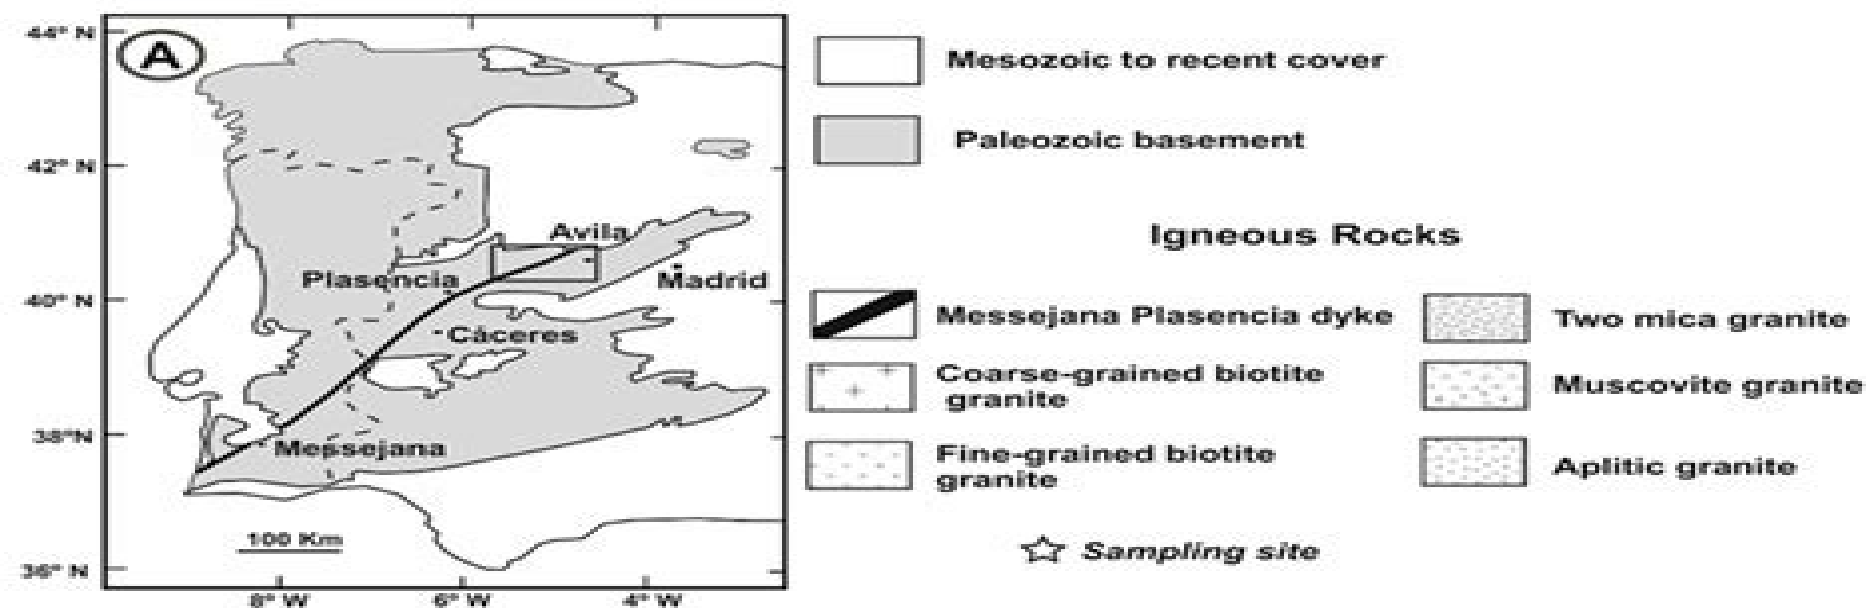 44° N
A
42° N
Avila
Plasencia
Madrid
40° N
Cáceres
38°N
Messejana
100 Km
36° N
8° W
6° W
4° W
Mesozoic to recent cover
Paleozoic basement
Igneous Rocks
Messejana Plasencia dyke
Coarse-grained biotite
granite
Fine-grained biotite
granite
Two mica granite
Muscovite granite
Aplitic granite
Sampling site